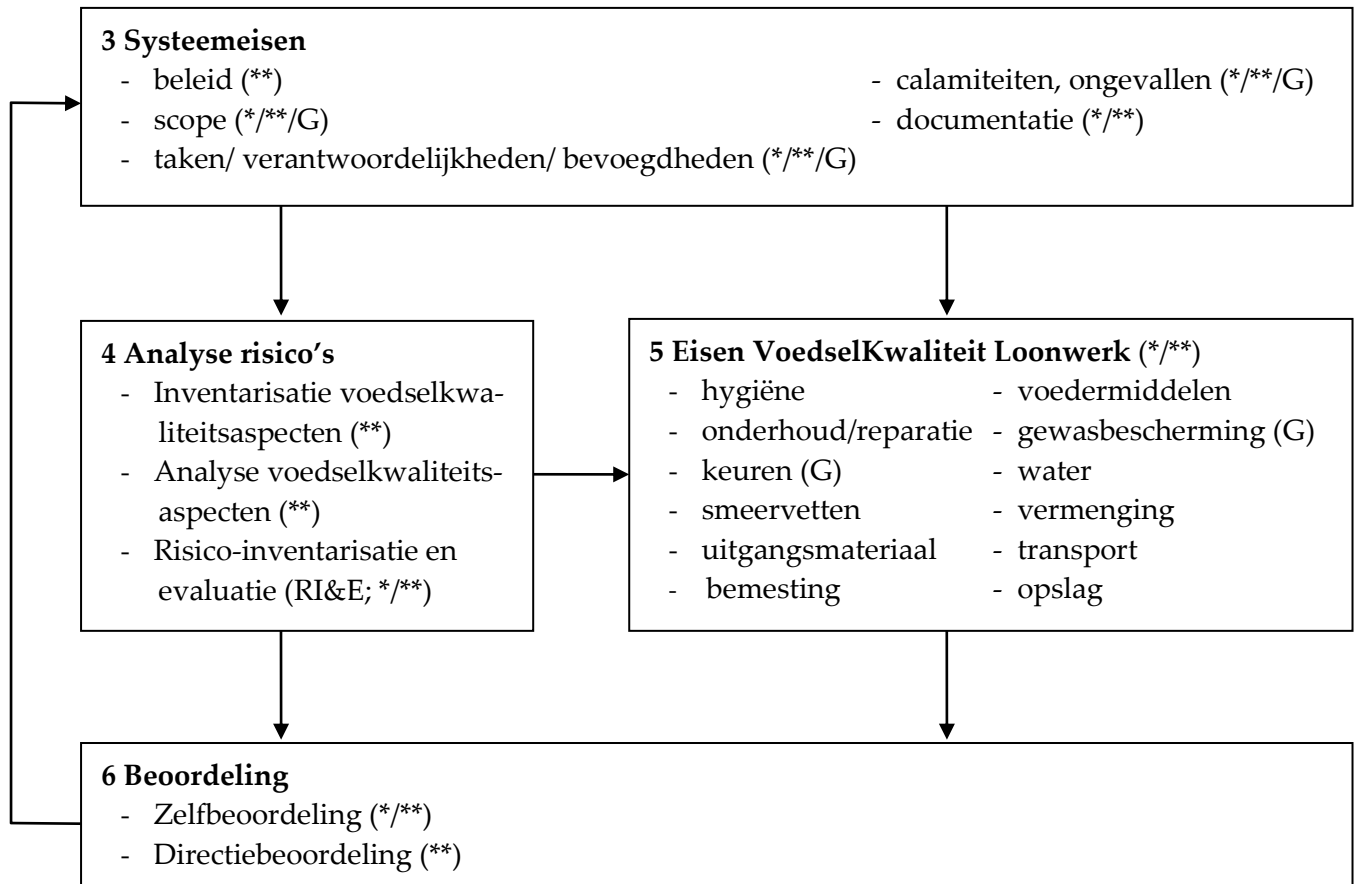 3 Systeemeisen
- beleid (**)
- scope (*/**/G)
- taken/ verantwoordelijkheden/ bevoegdheden (*/**/G)
- calamiteiten, ongevallen (*/**/G)
- documentatie (*/**)
4 Analyse risico’s
- Inventarisatie voedselkwa-
liteitsaspecten (**)
- Analyse voedselkwaliteits-
aspecten (**)
- Risico-inventarisatie en
evaluatie (RI&E; */**)
5 Eisen VoedselKwaliteit Loonwerk (*/**)
- hygiëne
- onderhoud/reparatie
- keuren (G)
- smeervetten
- uitgangsmateriaal
- bemesting
- voedermiddelen
- gewasbescherming (G)
- water
- vermenging
- transport
- opslag
6 Beoordeling
- Zelfbeoordeling (*/**)
- Directiebeoordeling (**)